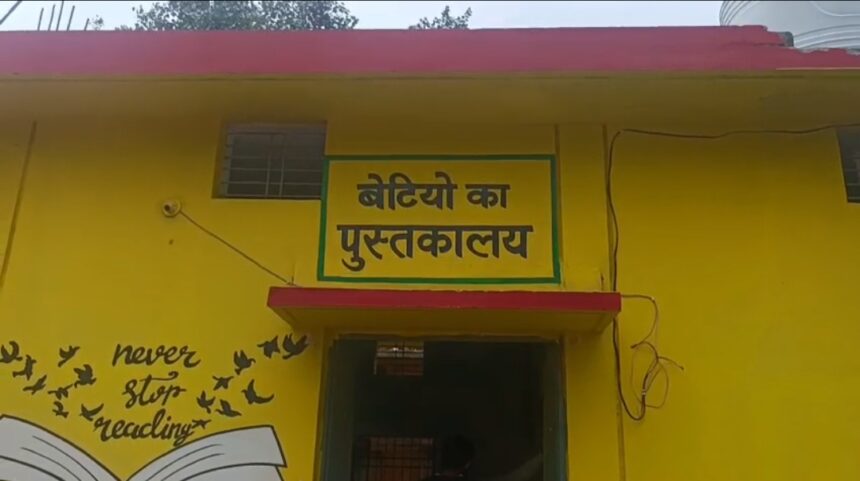 बेटियो का
पुस्तकालय
never
stop
reading